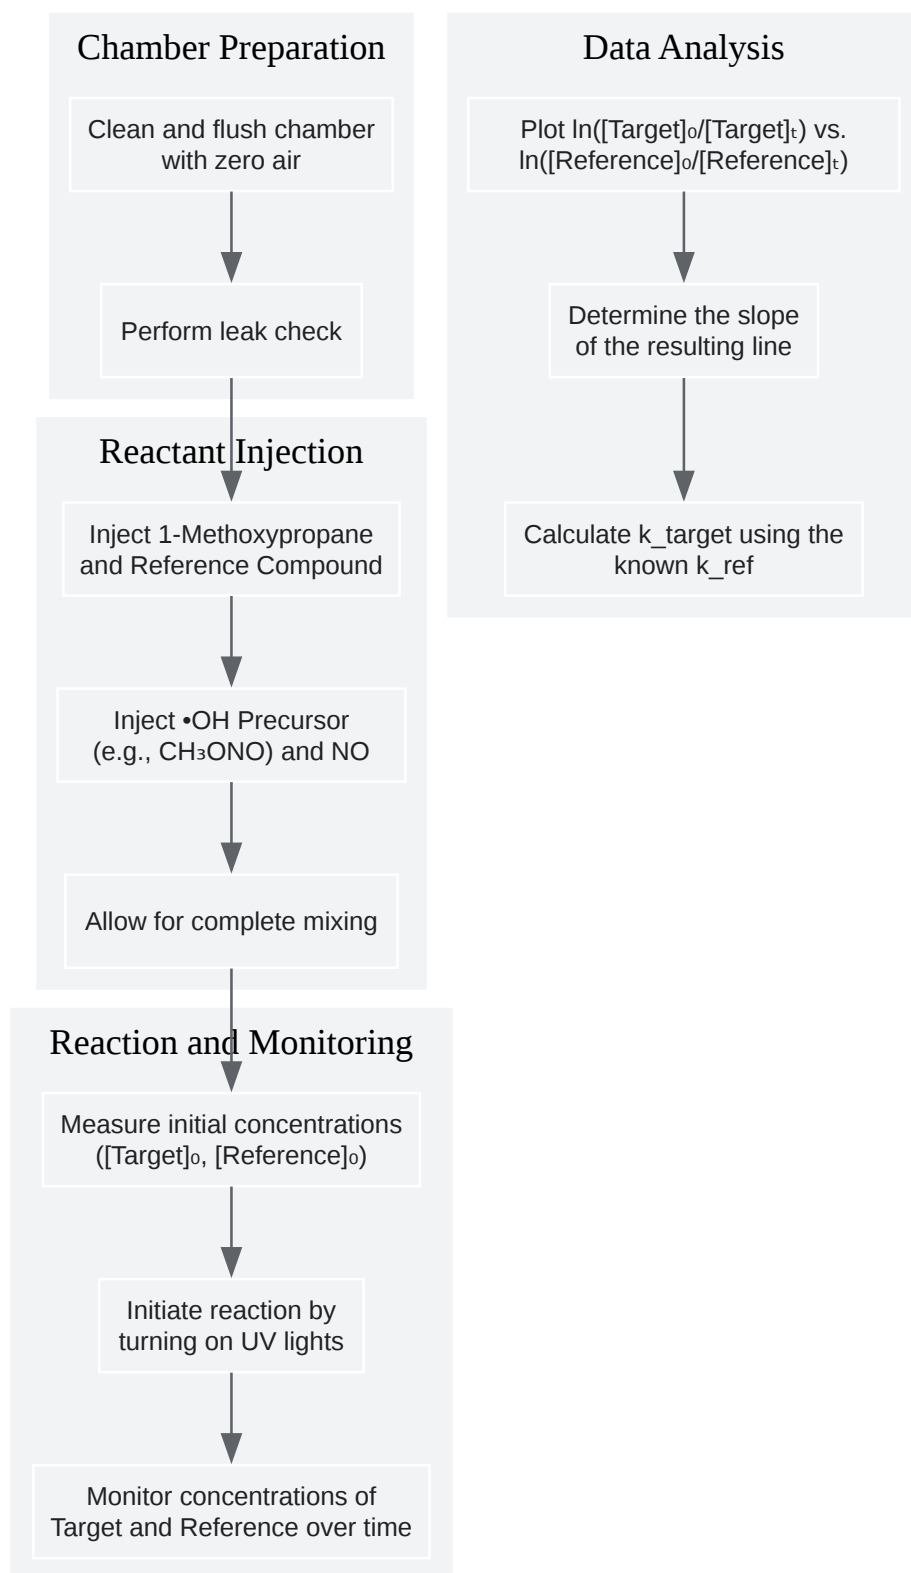 Chamber Preparation
Clean and flush chamber
with zero air
Perform leak check
Reactant Injection
Inject 1-Methoxypropane
and Reference Compound
Inject •OH Precursor
(e.g., CH₃ONO) and NO
Allow for complete mixing
Reaction and Monitoring
Measure initial concentrations
([Target]₀, [Reference]₀)
Initiate reaction by
turning on UV lights
Monitor concentrations of
Target and Reference over time
Data Analysis
Plot ln([Target]₀/[Target]ₜ) vs.
ln([Reference]₀/[Reference]ₜ)
Determine the slope
of the resulting line
Calculate k_target using the
known k_ref